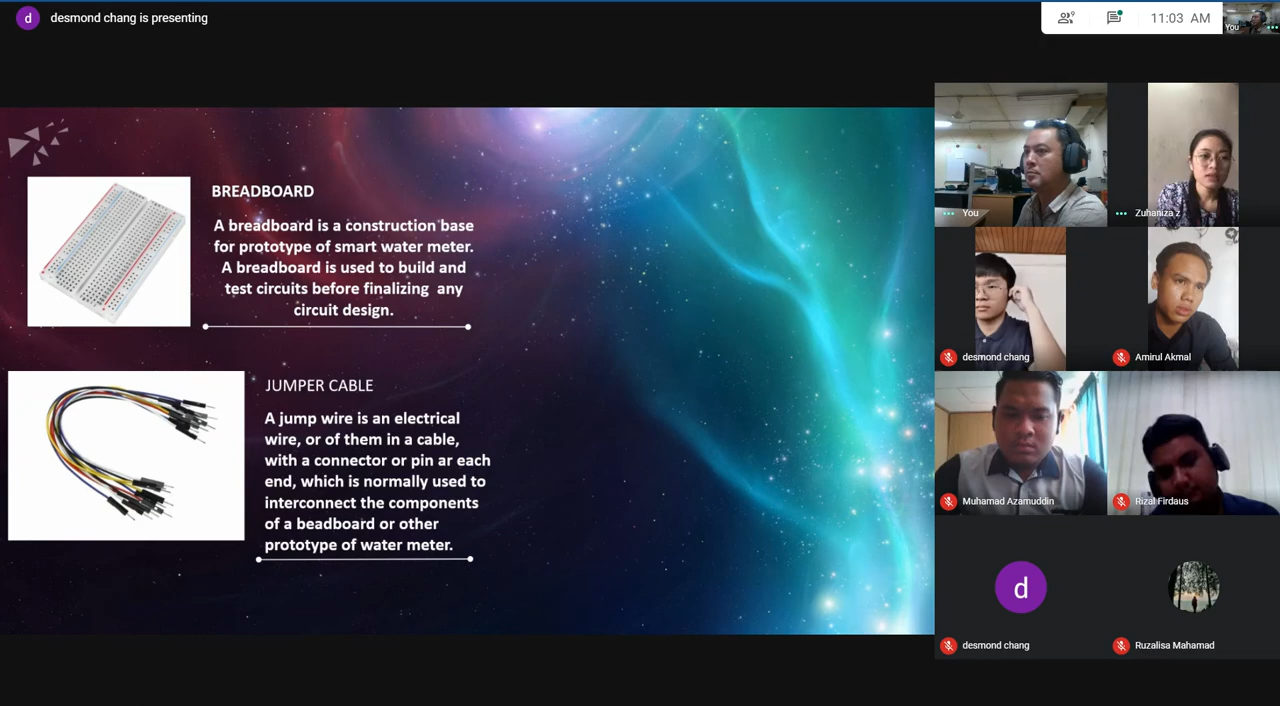 d
desmond chang is presenting
9
11:03 AM
You
BREADBOARD
A breadboard is a construction base
for prototype of smart water meter.
A breadboard is used to build and
test circuits before finalizing any
circuit design.
JUMPER CABLE
A jump wire is an electrical
wire, or of them in a cable,
with a connector or pin ar each
end, which is normally used to
interconnect the components
of a beadboard or other
prototype of water meter.
You
Zuhaniza z
desmond chang
Amirul Akmal
Muhamad Azamuddin
Rizal Firdaus
d
desmond chang
Ruzalisa Mahamad